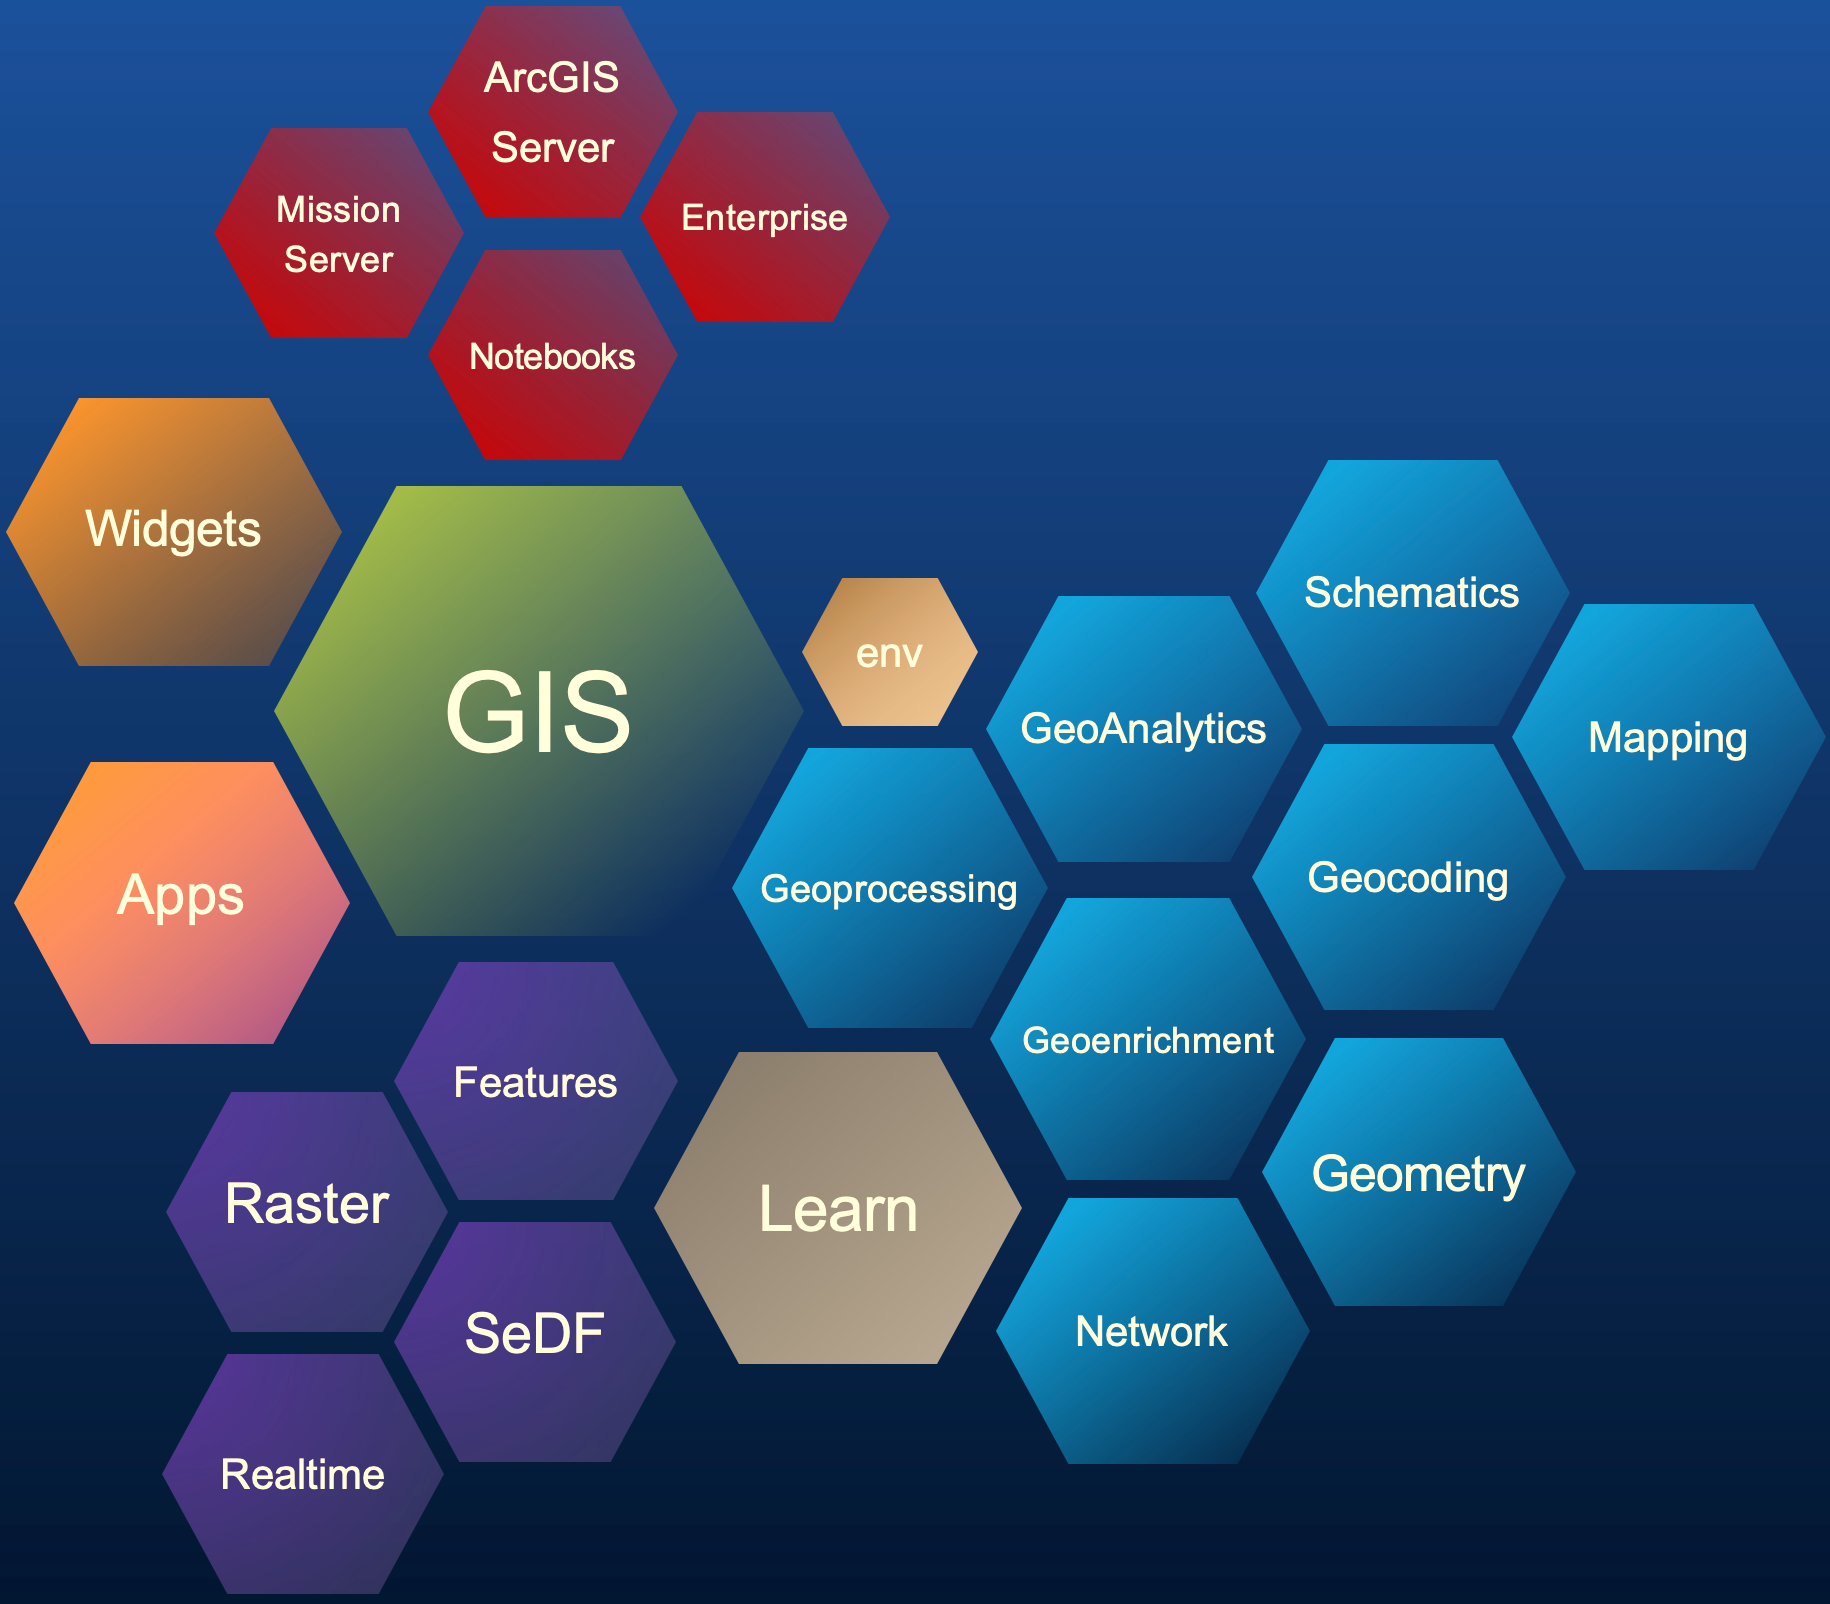 ArcGIS
Server
Mission
Server
Enterprise
Notebooks
Widgets
GIS
env
Schematics
GeoAnalytics
Mapping
Apps
Geoprocessing
Geocoding
Features
Geoenrichment
Raster
Learn
Geometry
SeDF
Network
Realtime